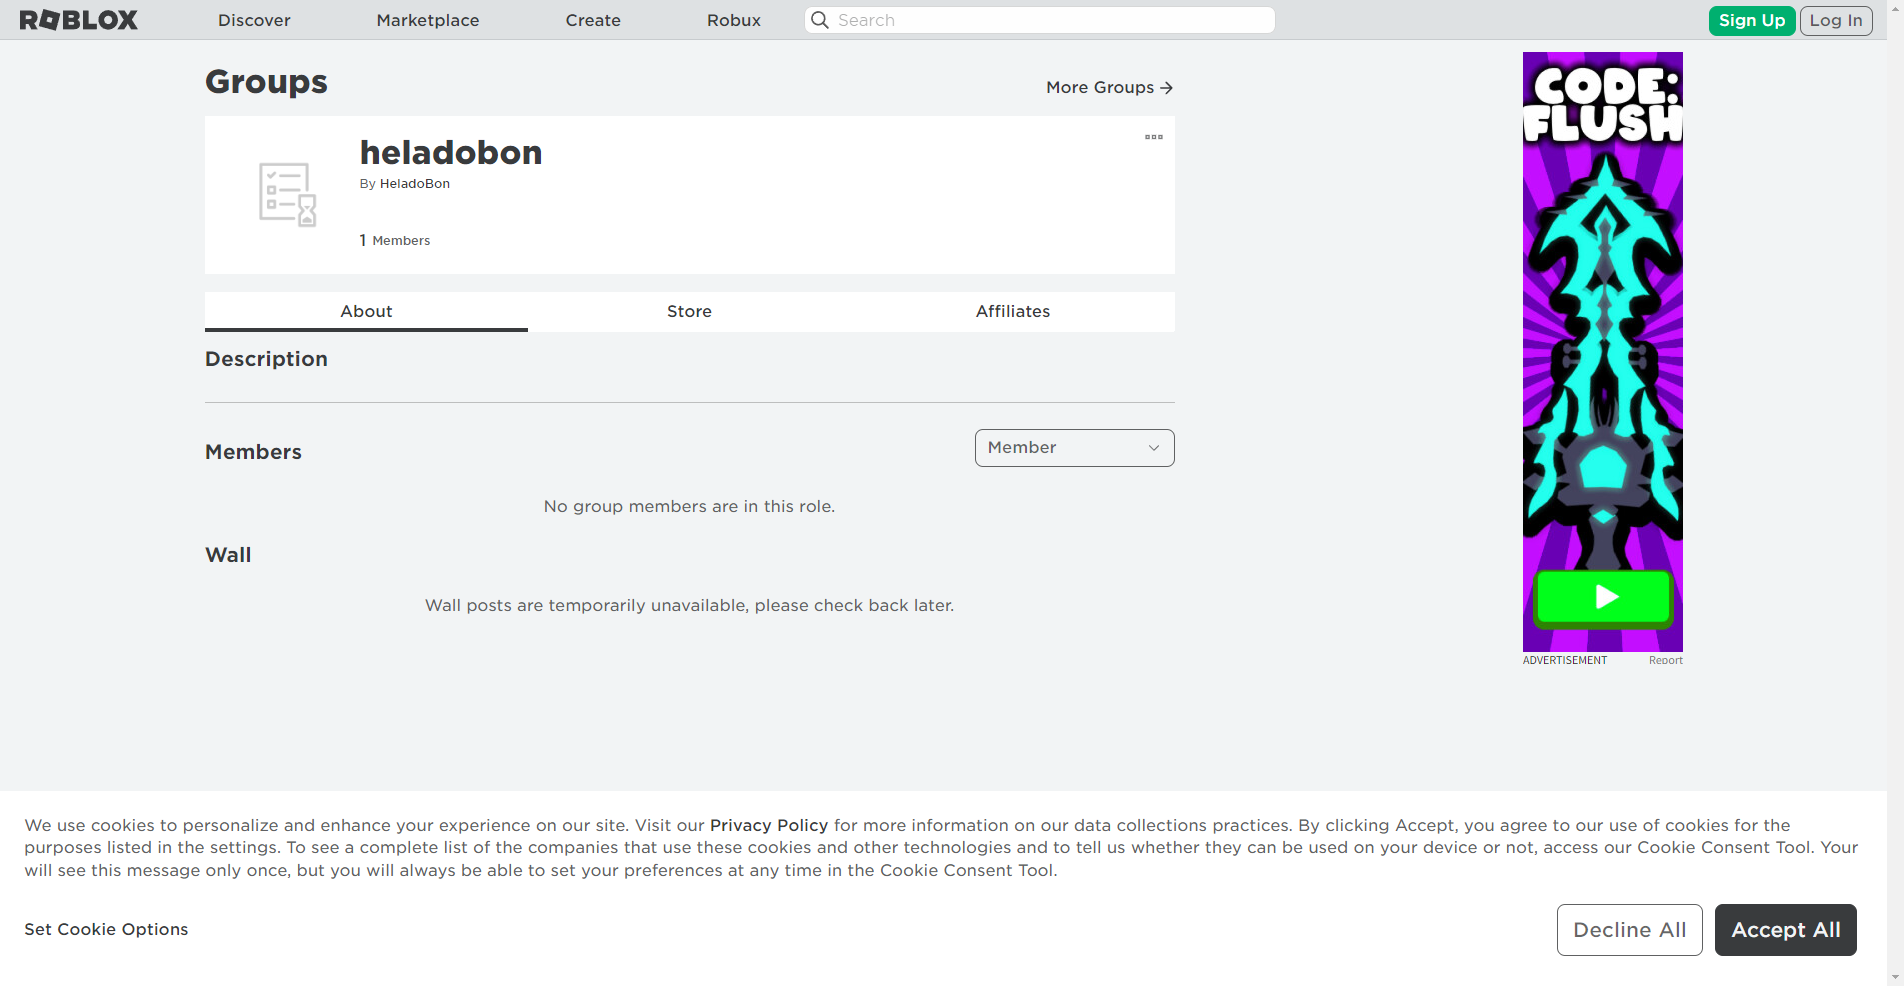 ROBLOX
Discover
Marketplace
Create
Robux
Search
Sign Up
Log In
Groups
More Groups
heladobon
By HeladoBon
1 Members
About
Store
Affiliates
Description
Members
Member
No group members are in this role.
Wall
Wall posts are temporarily unavailable, please check back later.
CODE:
FLUSH
ADVERTISEMENT
Report
We use cookies to personalize and enhance your experience on our site. Visit our Privacy Policy for more information on our data collections practices. By clicking Accept, you agree to our use of cookies for the
purposes listed in the settings. To see a complete list of the companies that use these cookies and other technologies and to tell us whether they can be used on your device or not, access our Cookie Consent Tool. Your
will see this message only once, but you will always be able to set your preferences at any time in the Cookie Consent Tool.
Set Cookie Options
Decline All
Accept All